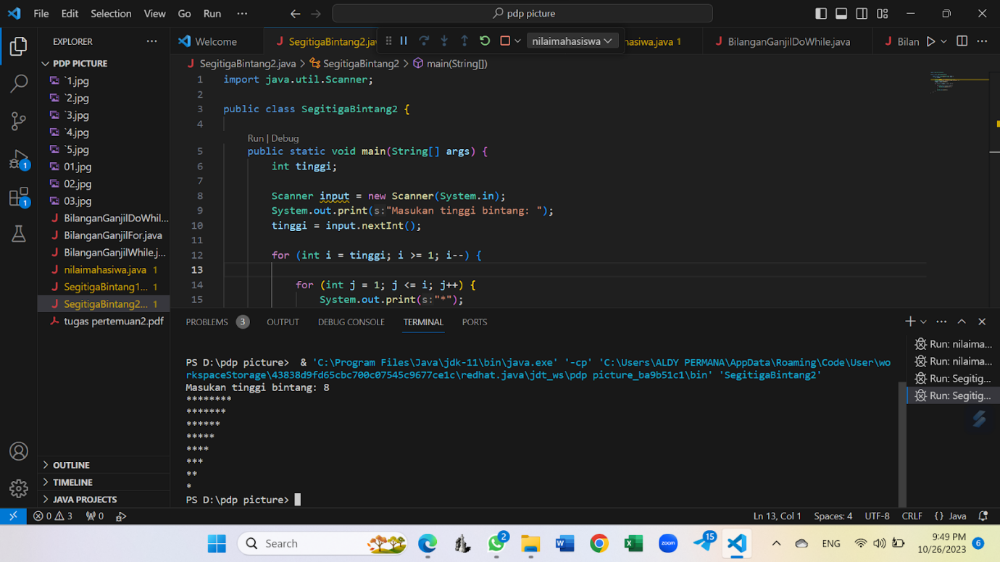 File Edit Selection View Go Run ··· pdp picture
EXPLORER ···
PDP PICTURE
`1.jpg
`2.jpg
`3.jpg
`4.jpg
`5.jpg
01.jpg
02.jpg
03.jpg
BilanganGanjilDoWhil...
BilanganGanjilFor.java
BilanganGanjilWhile.j...
nilaimahasiwa.java 1
SegitigaBintang1... 1
SegitigaBintang2... 1
tugas pertemuan2.pdf
OUTLINE
TIMELINE
JAVA PROJECTS
1
1
Welcome SegitigaBintang2.jav nilaimahasiswa hasiwa.java 1 BilanganGanjilDoWhile.java Bilan ···
SegitigaBintang2.java > SegitigaBintang2 > main(String[])
1 import java.util.Scanner;
2
3 public class SegitigaBintang2 {
4
Run | Debug
5 public static void main(String[] args) {
6 int tinggi;
7
8 Scanner input = new Scanner(System.in);
9 System.out.print(s:"Masukan tinggi bintang: ");
10 tinggi = input.nextInt();
11
12 for (int i = tinggi; i >= 1; i--) {
13
14 for (int j = 1; j <= i; j++) {
15 System.out.print(s:"*");
PROBLEMS 3 OUTPUT DEBUG CONSOLE TERMINAL PORTS
PS D:\pdp picture>  & 'C:\Program Files\Java\jdk-11\bin\java.exe' '-cp' 'C:\Users\ALDY PERMANA\AppData\Roaming\Code\User\wo
rkspaceStorage\43838d9fd65cbc700c07545c9677ce1c\redhat.java\jdt_ws\pdp picture_ba9b51c1\bin' 'SegitigaBintang2'
Masukan tinggi bintang: 8
********
*******
******
*****
****
***
**
*
PS D:\pdp picture>
Run: nilaima...
Run: nilaima...
Run: Segitig...
Run: Segitig...
0 3 0 Ln 13, Col 1 Spaces: 4 UTF-8 CRLF {} Java
Search 2 zoom 15 ENG 9:49 PM 6
10/26/2023